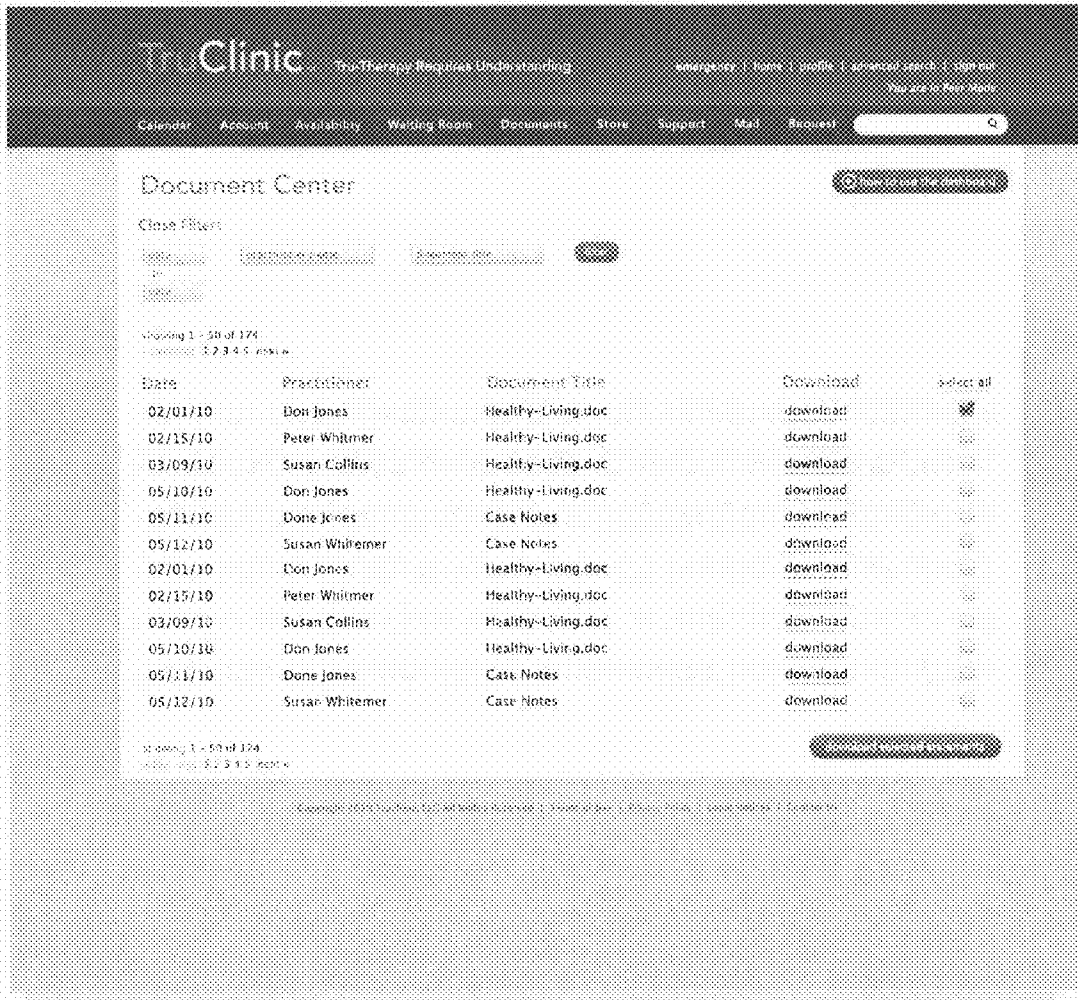 TruClinic Tru-Therapy Requires Understanding
emergency | home | profile | advanced search | sign out
You are in Peer Mode
Calendar Account Availability Waiting Room Documents Store Support Mail Request
Document Center
Close Filters
showing 1 - 50 of 174
1 2 3 4 5 next »
Date Practitioner Document Title Download select all
02/01/10 Don Jones Healthy-Living.doc download
02/15/10 Peter Whitmer Healthy-Living.doc download
03/09/10 Susan Collins Healthy-Living.doc download
05/10/10 Don Jones Healthy-Living.doc download
05/11/10 Done Jones Case Notes download
05/12/10 Susan Whitemer Case Notes download
02/01/10 Don Jones Healthy-Living.doc download
02/15/10 Peter Whitmer Healthy-Living.doc download
03/09/10 Susan Collins Healthy-Living.doc download
05/10/10 Don Jones Healthy-Living.doc download
05/11/10 Done Jones Case Notes download
05/12/10 Susan Whitemer Case Notes download
showing 1 - 50 of 174
1 2 3 4 5 next »